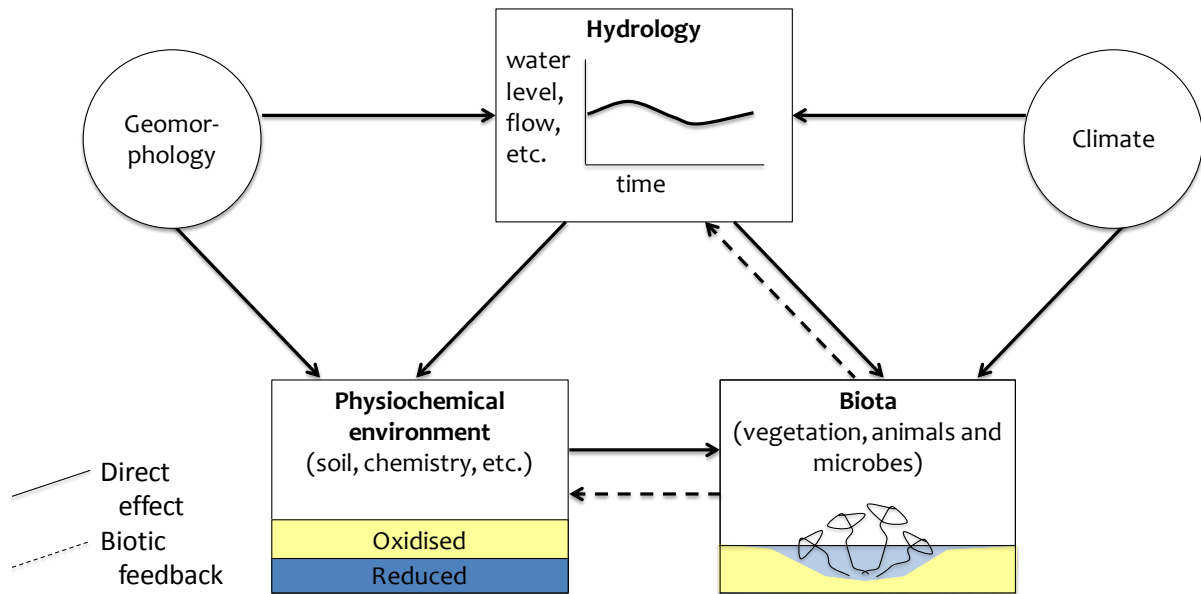 Hydrology
water
level,
flow,
etc.
time
Geomor-
phology
Climate
Physiochemical
environment
(soil, chemistry, etc.)
Oxidised
Reduced
Biota
(vegetation, animals and
microbes)
Direct
effect
Biotic
feedback